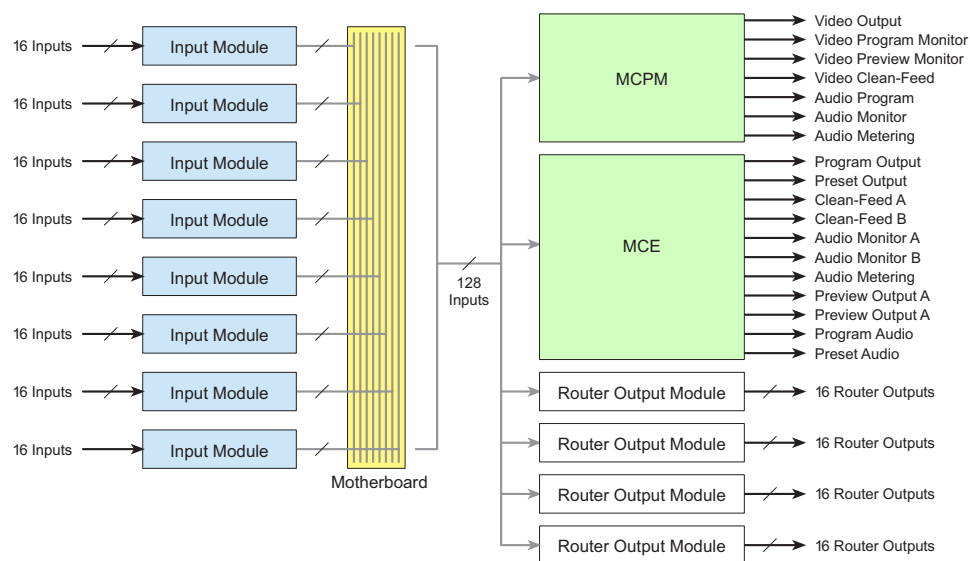 16 Inputs
Input Module
16 Inputs
Input Module
16 Inputs
Input Module
16 Inputs
Input Module
16 Inputs
Input Module
16 Inputs
Input Module
16 Inputs
Input Module
16 Inputs
Input Module
Motherboard
128
Inputs
MCPM
Video Output
Video Program Monitor
Video Preview Monitor
Video Clean-Feed
Audio Program
Audio Monitor
Audio Metering
MCE
Program Output
Preset Output
Clean-Feed A
Clean-Feed B
Audio Monitor A
Audio Monitor B
Audio Metering
Preview Output A
Preview Output A
Program Audio
Preset Audio
Router Output Module
16 Router Outputs
Router Output Module
16 Router Outputs
Router Output Module
16 Router Outputs
Router Output Module
16 Router Outputs